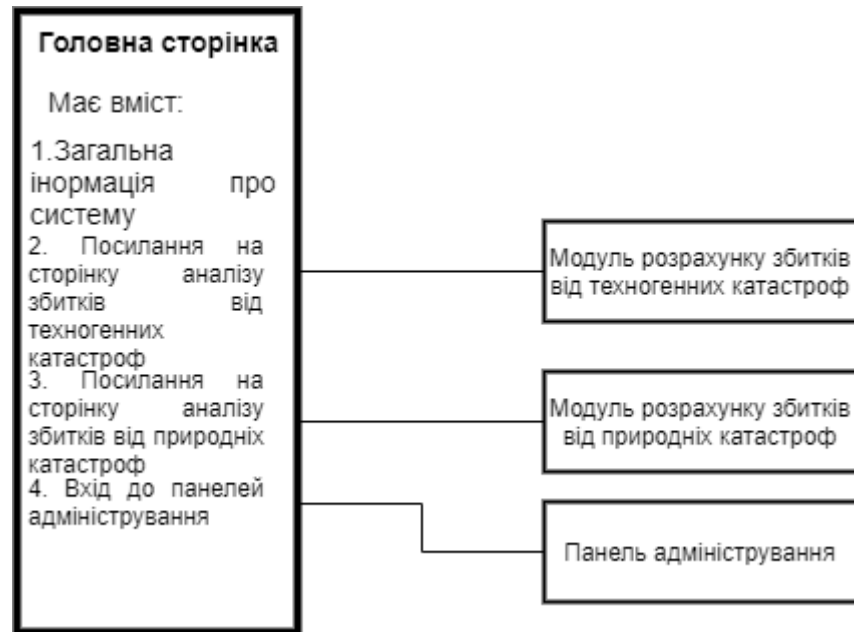 Головна сторінка
Має вміст:
1.Загальна
інормація про
систему
2. Посилання на
сторінку аналізу
збитків від
техногенних
катастроф
3. Посилання на
сторінку аналізу
збитків від природніх
катастроф
4. Вхід до панелей
адміністрування
Модуль розрахунку збитків
від техногенних катастроф
Модуль розрахунку збитків
від природніх катастроф
Панель адміністрування